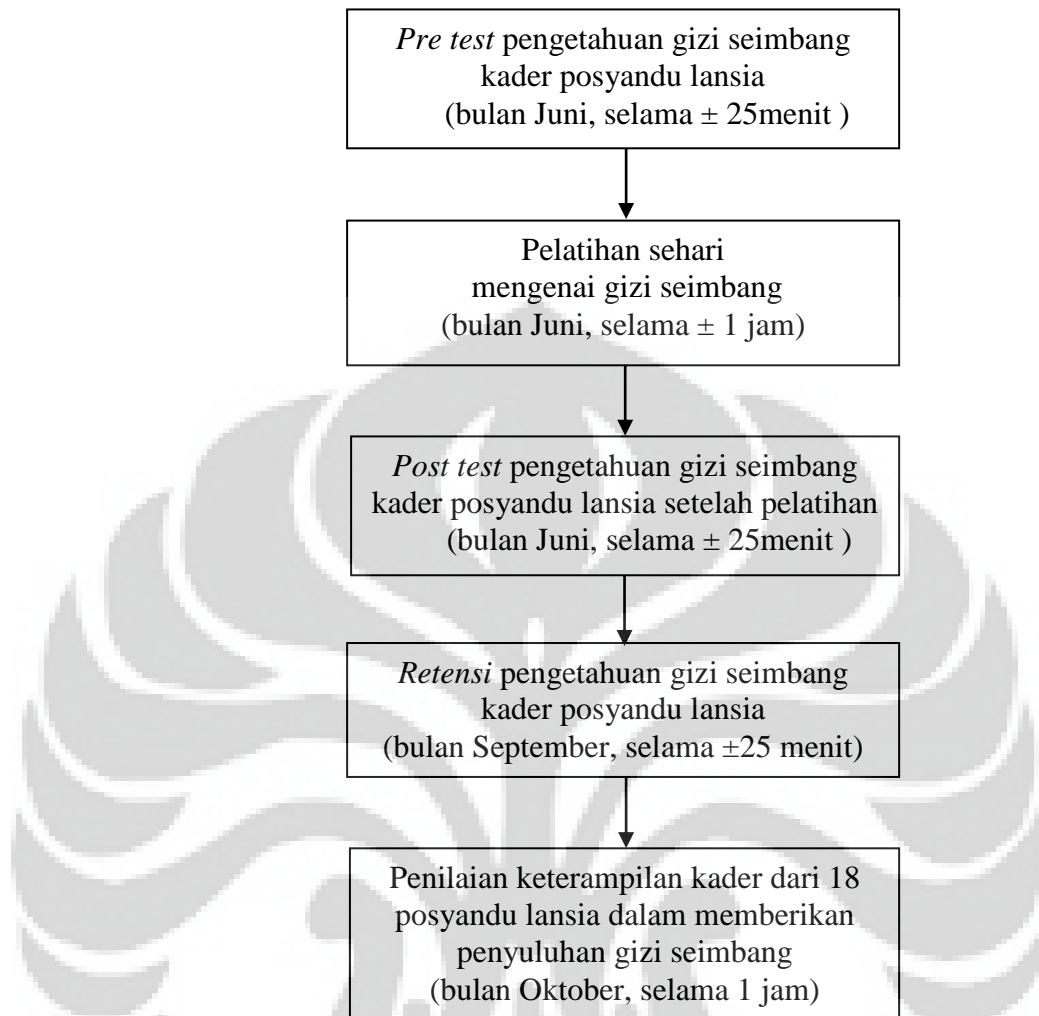 Pre test pengetahuan gizi seimbang
kader posyandu lansia
(bulan Juni, selama ± 25menit )
Pelatihan sehari
mengenai gizi seimbang
(bulan Juni, selama ± 1 jam)
Post test pengetahuan gizi seimbang
kader posyandu lansia setelah pelatihan
(bulan Juni, selama ± 25menit )
Retensi pengetahuan gizi seimbang
kader posyandu lansia
(bulan September, selama ±25 menit)
Penilaian keterampilan kader dari 18
posyandu lansia dalam memberikan
penyuluhan gizi seimbang
(bulan Oktober, selama 1 jam)